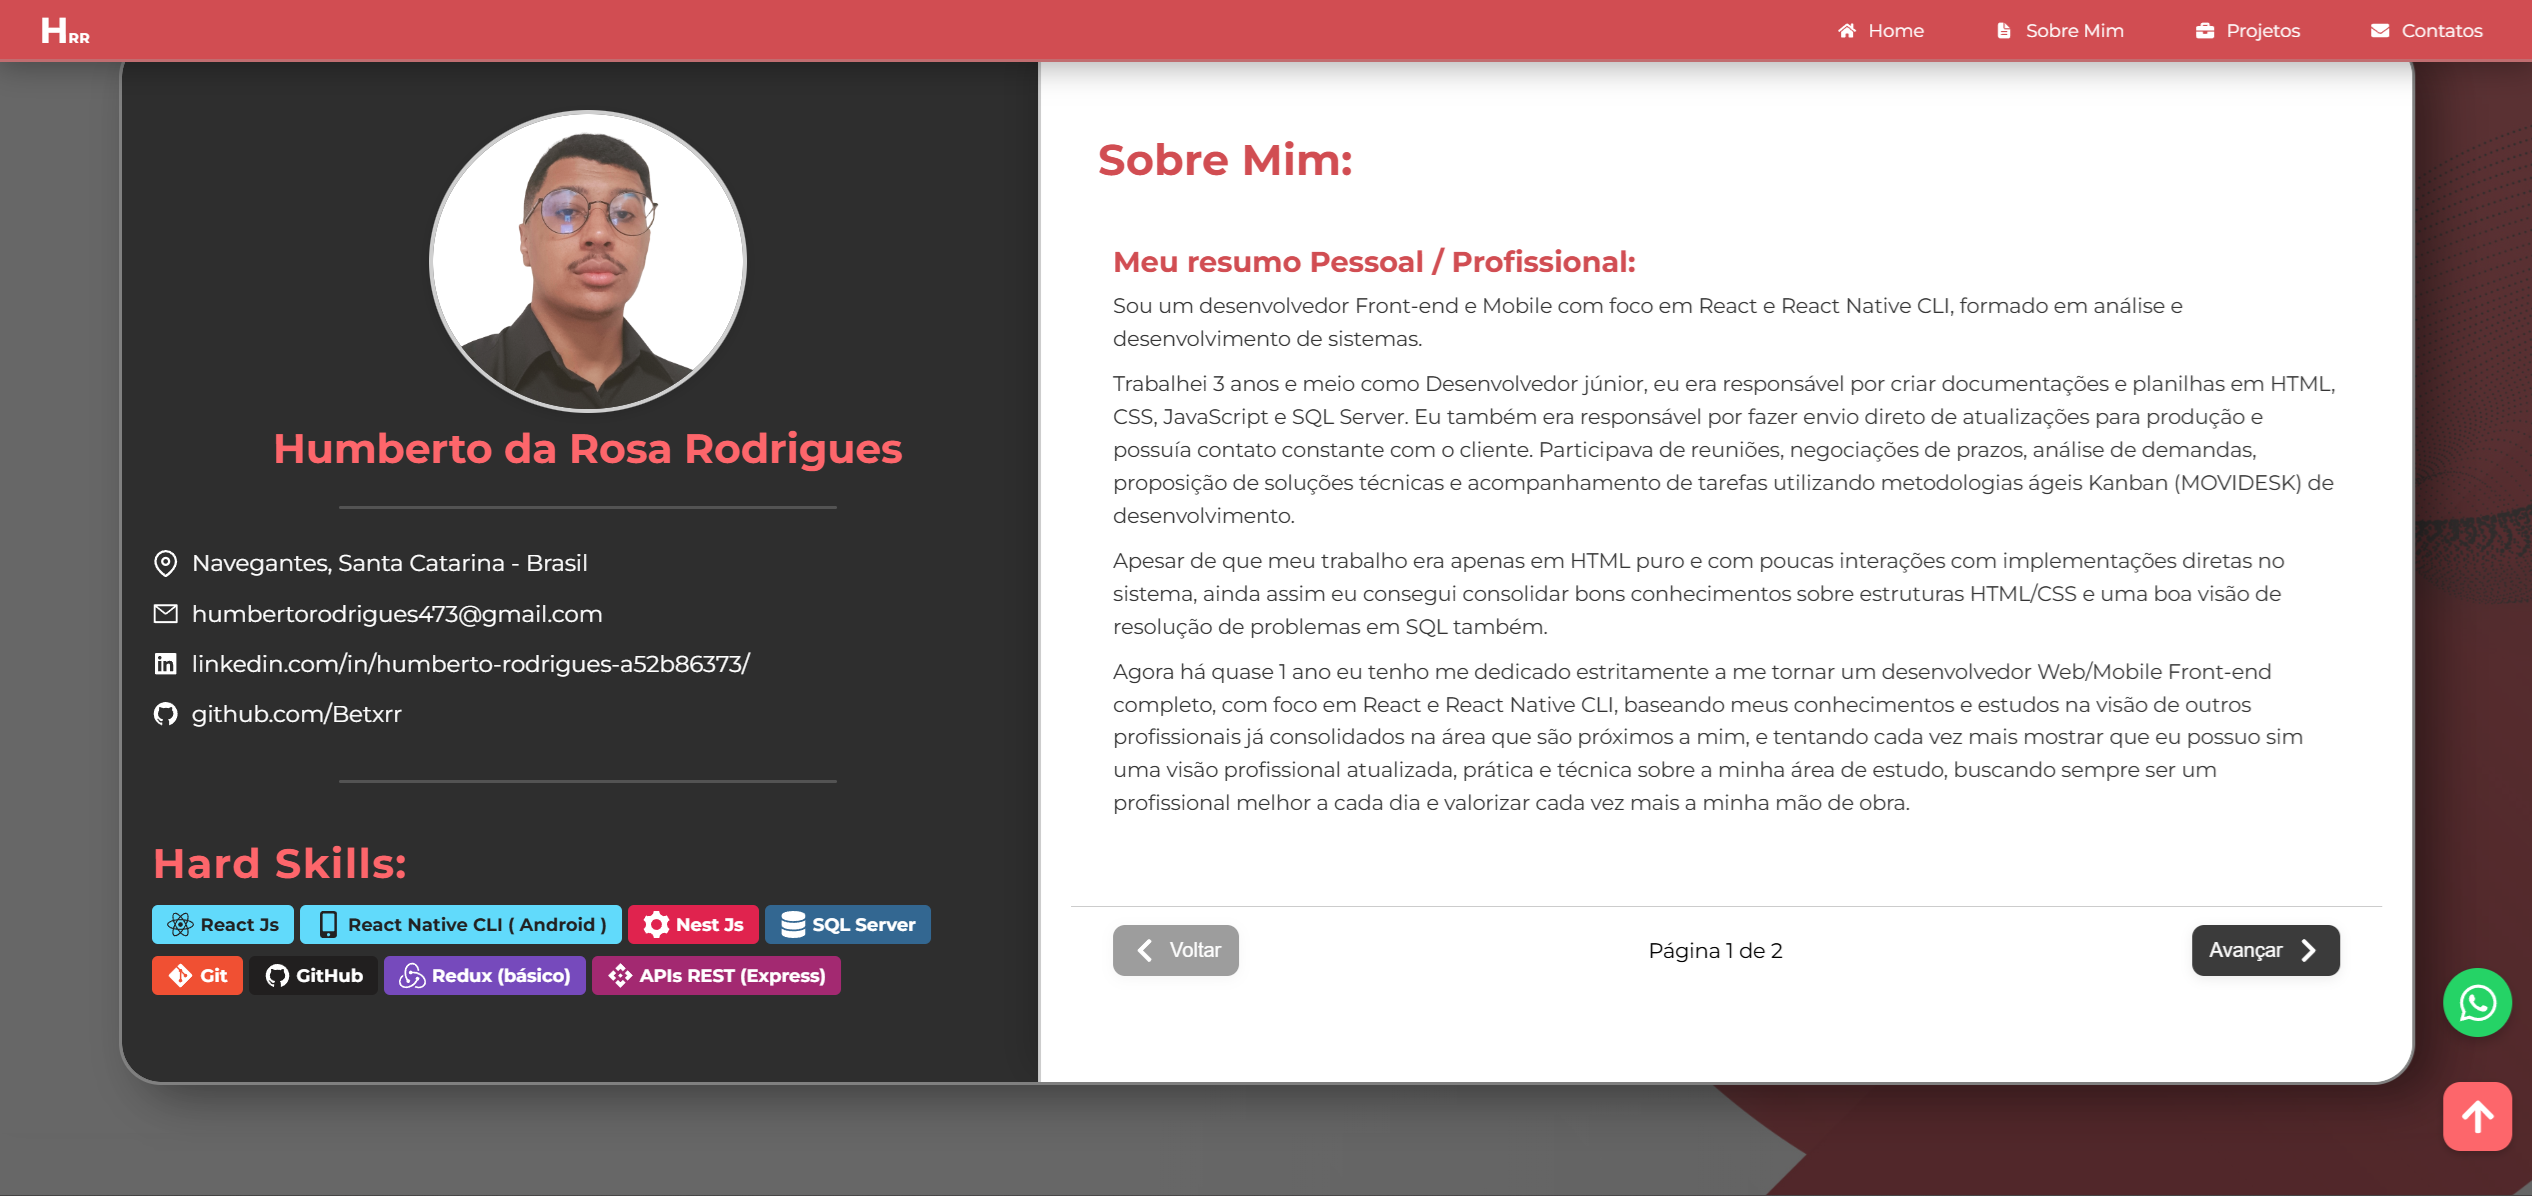 HRR
Home
Sobre Mim
Projetos
Contatos
Humberto da Rosa Rodrigues
Navegantes, Santa Catarina - Brasil
humbertorodrigues473@gmail.com
linkedin.com/in/humberto-rodrigues-a52b86373/
github.com/Betxrr
Hard Skills:
React Js
React Native CLI ( Android )
Nest Js
SQL Server
Git
GitHub
Redux (básico)
APIs REST (Express)
Sobre Mim:
Meu resumo Pessoal / Profissional:
Sou um desenvolvedor Front-end e Mobile com foco em React e React Native CLI, formado em análise e
desenvolvimento de sistemas.
Trabalhei 3 anos e meio como Desenvolvedor júnior, eu era responsável por criar documentações e planilhas em HTML,
CSS, JavaScript e SQL Server. Eu também era responsável por fazer envio direto de atualizações para produção e
possuía contato constante com o cliente. Participava de reuniões, negociações de prazos, análise de demandas,
proposição de soluções técnicas e acompanhamento de tarefas utilizando metodologias ágeis Kanban (MOVIDESK) de
desenvolvimento.
Apesar de que meu trabalho era apenas em HTML puro e com poucas interações com implementações diretas no
sistema, ainda assim eu consegui consolidar bons conhecimentos sobre estruturas HTML/CSS e uma boa visão de
resolução de problemas em SQL também.
Agora há quase 1 ano eu tenho me dedicado estritamente a me tornar um desenvolvedor Web/Mobile Front-end
completo, com foco em React e React Native CLI, baseando meus conhecimentos e estudos na visão de outros
profissionais já consolidados na área que são próximos a mim, e tentando cada vez mais mostrar que eu possuo sim
uma visão profissional atualizada, prática e técnica sobre a minha área de estudo, buscando sempre ser um
profissional melhor a cada dia e valorizar cada vez mais a minha mão de obra.
Voltar
Página 1 de 2
Avançar